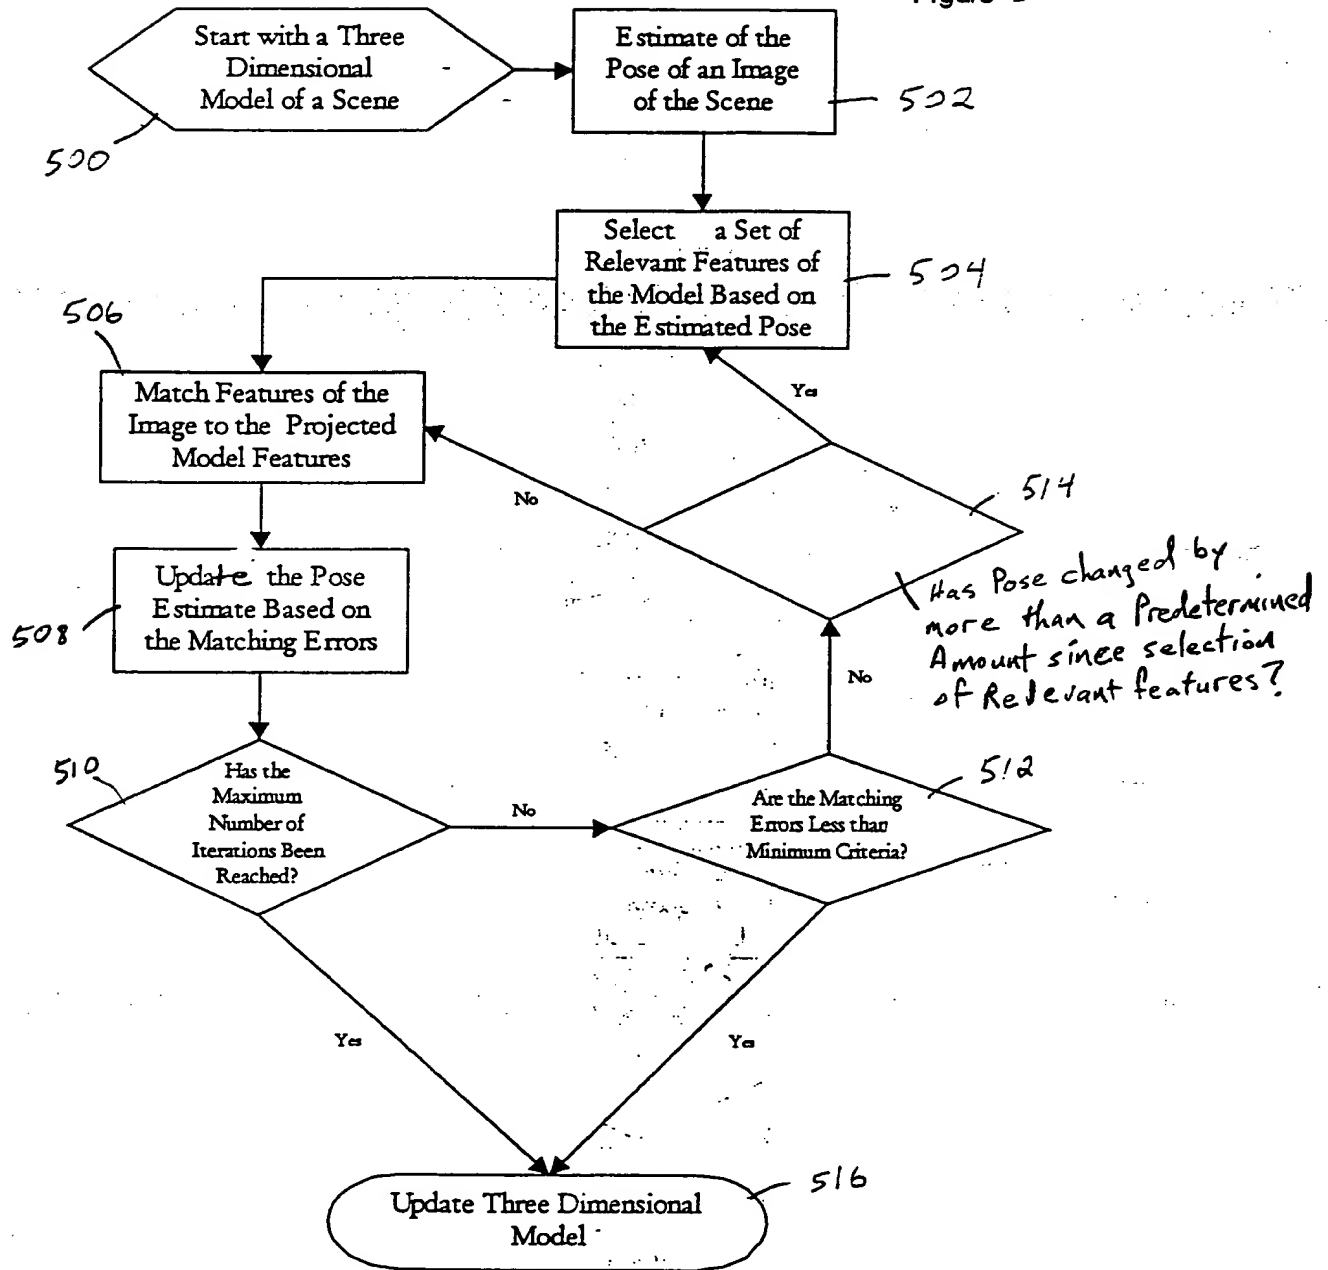 Figure
Start with a Three
Dimensional
Model of a Scene
500
Estimate of the
Pose of an Image
of the Scene
502
Select a Set of
Relevant Features of
the Model Based on
the Estimated Pose
504
506
Match Features of the
Image to the Projected
Model Features
Yes
No
514
Has Pose changed by
more than a Predetermined
Amount since selection
of Relevant features?
Update the Pose
Estimate Based on
the Matching Errors
508
No
510
Has the
Maximum
Number of
Iterations Been
Reached?
No
512
Are the Matching
Errors Less than
Minimum Criteria?
Yes
Yes
Update Three Dimensional
Model
516